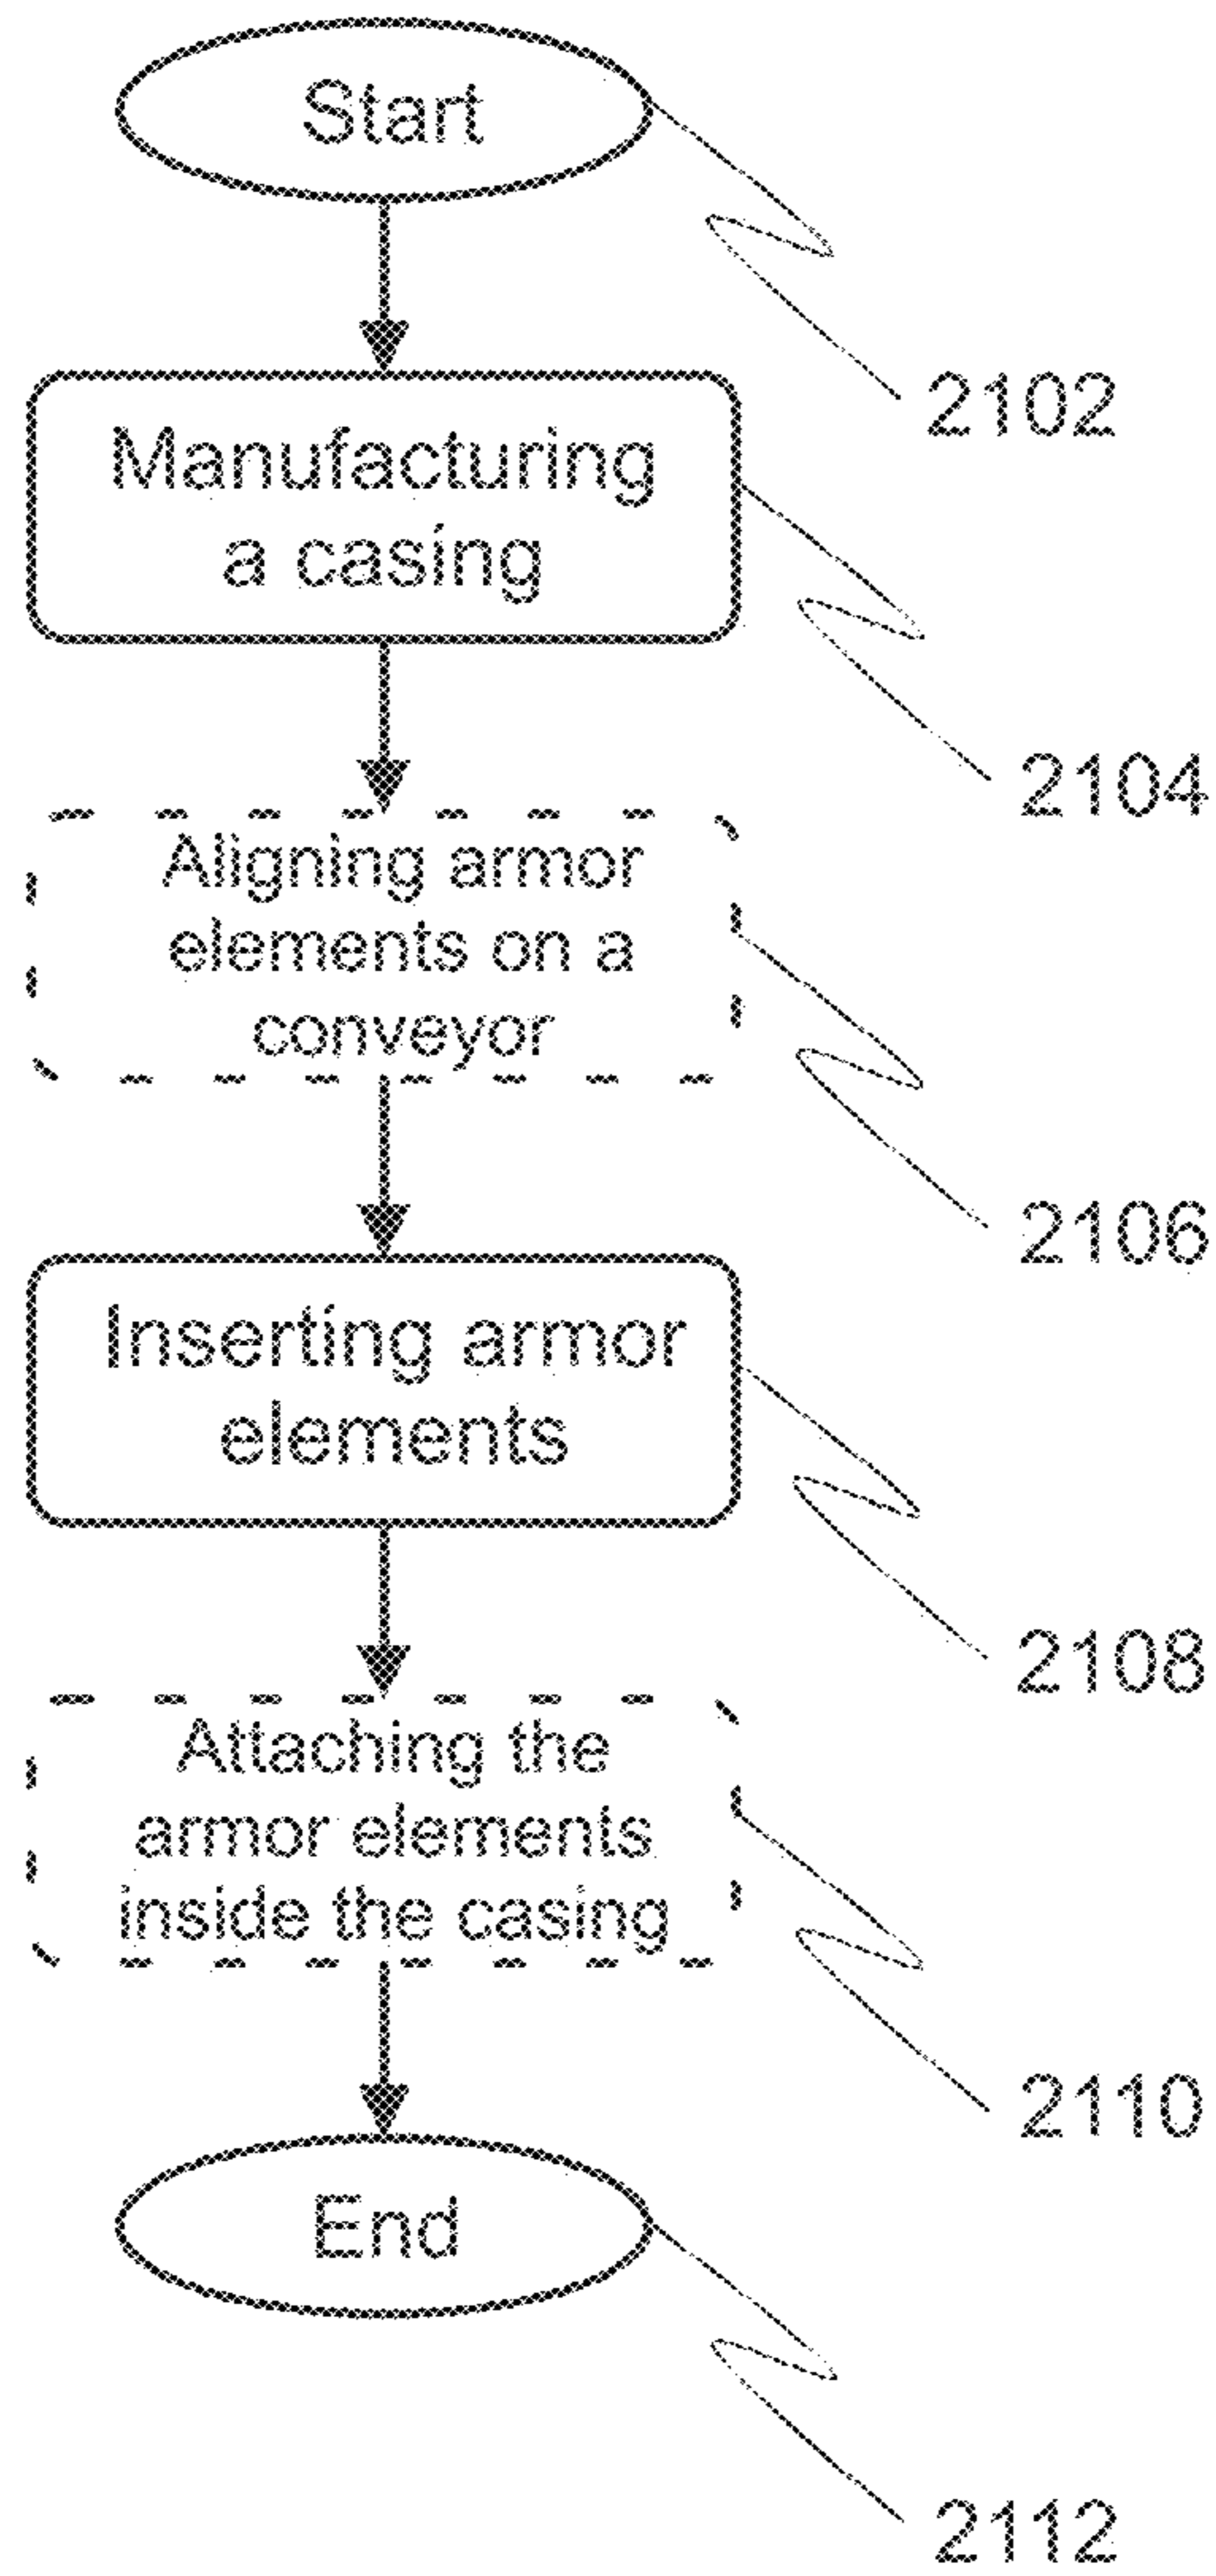 Start
2102
Manufacturing
a casing
2104
Aligning armor
elements on a
conveyor
2106
Inserting armor
elements
2108
Attaching the
armor elements
inside the casing
2110
End
2112